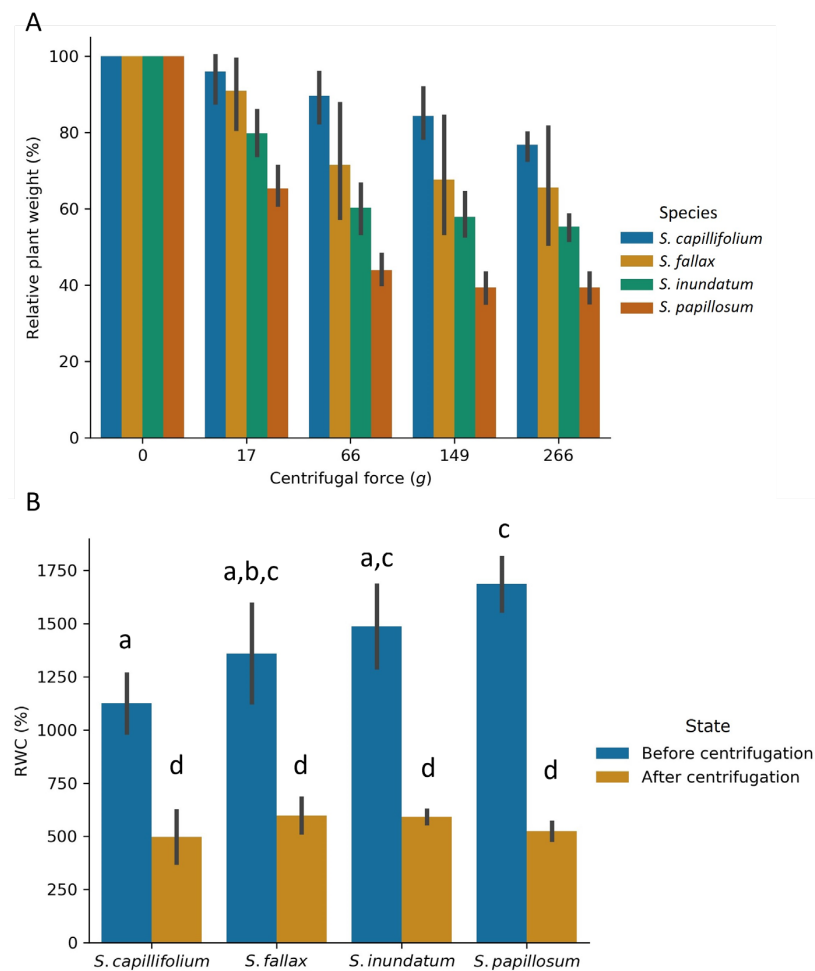 A
100
80
60
40
20
0
Relative plant weight (%)
0 17 66 149 266
Centrifugal force (g)
Species
S. capillifolium
S. fallax
S. inundatum
S. papillosum
B
1750
1500
1250
1000
750
500
250
0
RWC (%)
a
d
a,b,c
d
a,c
d
c
d
S. capillifolium S. fallax S. inundatum S. papillosum
State
Before centrifugation
After centrifugation